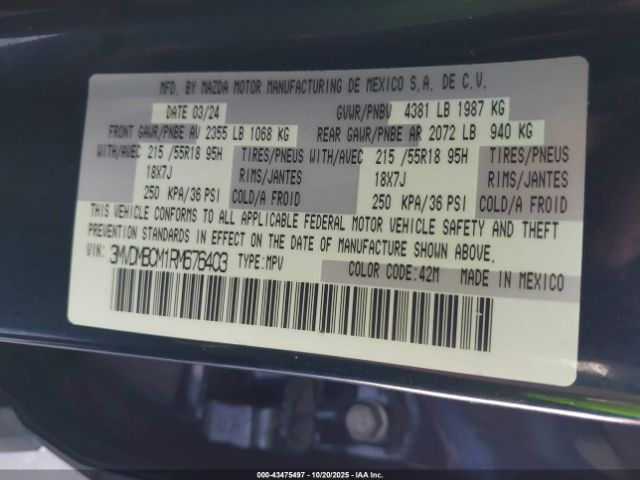 MFD. BY MAZDA MOTOR MANUFACTURING DE MEXICO S.A. DE C.V.
DATE 03/24 GVWR/PNBV 4381 LB 1987 KG
FRONT GAWR/PNBE AV 2355 LB 1068 KG REAR GAWR/PNBE AR 2072 LB 940 KG
WITH/AVEC 215 /55R18 95H TIRES/PNEUS WITH/AVEC 215 /55R18 95H TIRES/PNEUS
18X7J RIMS/JANTES 18X7J RIMS/JANTES
250 KPA/36 PSI COLD/A FROID 250 KPA/36 PSI COLD/A FROID
THIS VEHICLE CONFORMS TO ALL APPLICABLE FEDERAL MOTOR VEHICLE SAFETY AND THEFT
PREVENTION STANDARDS IN EFFECT ON THE DATE OF MANUFACTURE SHOWN ABOVE.
VIN: 3MVDMBCM1RM676403 TYPE:MPV
COLOR CODE:42M MADE IN MEXICO
000-43475497 - 10/20/2025 - IAAI.COM